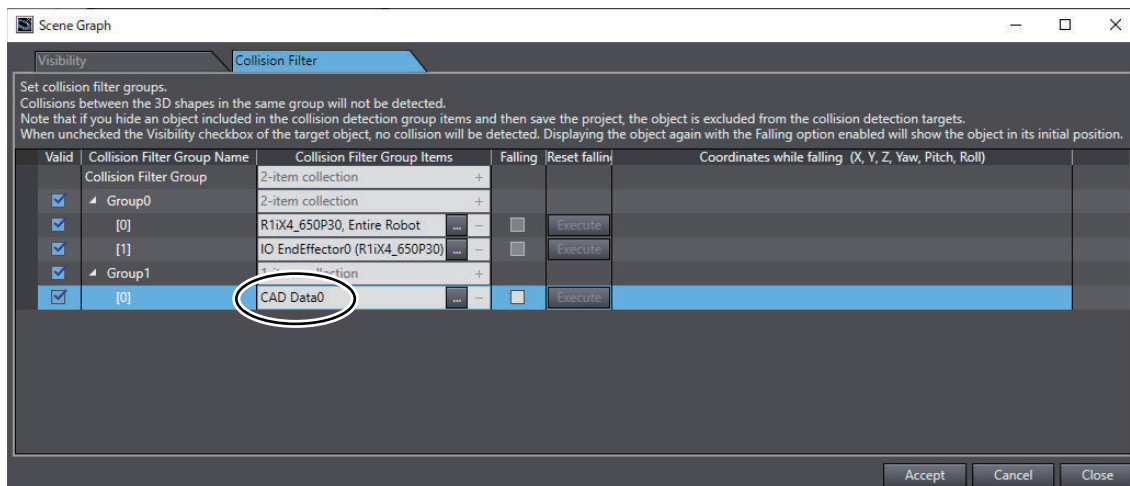 Scene Graph
Visibility Collision Filter
Set collision filter groups.
Collisions between the 3D shapes in the same group will not be detected.
Note that if you hide an object included in the collision detection group items and then save the project, the object is excluded from the collision detection targets.
When unchecked the Visibility checkbox of the target object, no collision will be detected. Displaying the object again with the Falling option enabled will show the object in its initial position.
Valid Collision Filter Group Name Collision Filter Group Items Falling Reset falling Coordinates while falling (X, Y, Z, Yaw, Pitch, Roll)
Collision Filter Group 2-item collection +
Group0 2-item collection +
[0] R1iX4_650P30, Entire Robot ... − Execute
[1] IO EndEffector0 (R1iX4_650P30) ... − Execute
Group1 1-item collection +
[0] CAD Data0 ... − Execute
Accept Cancel Close